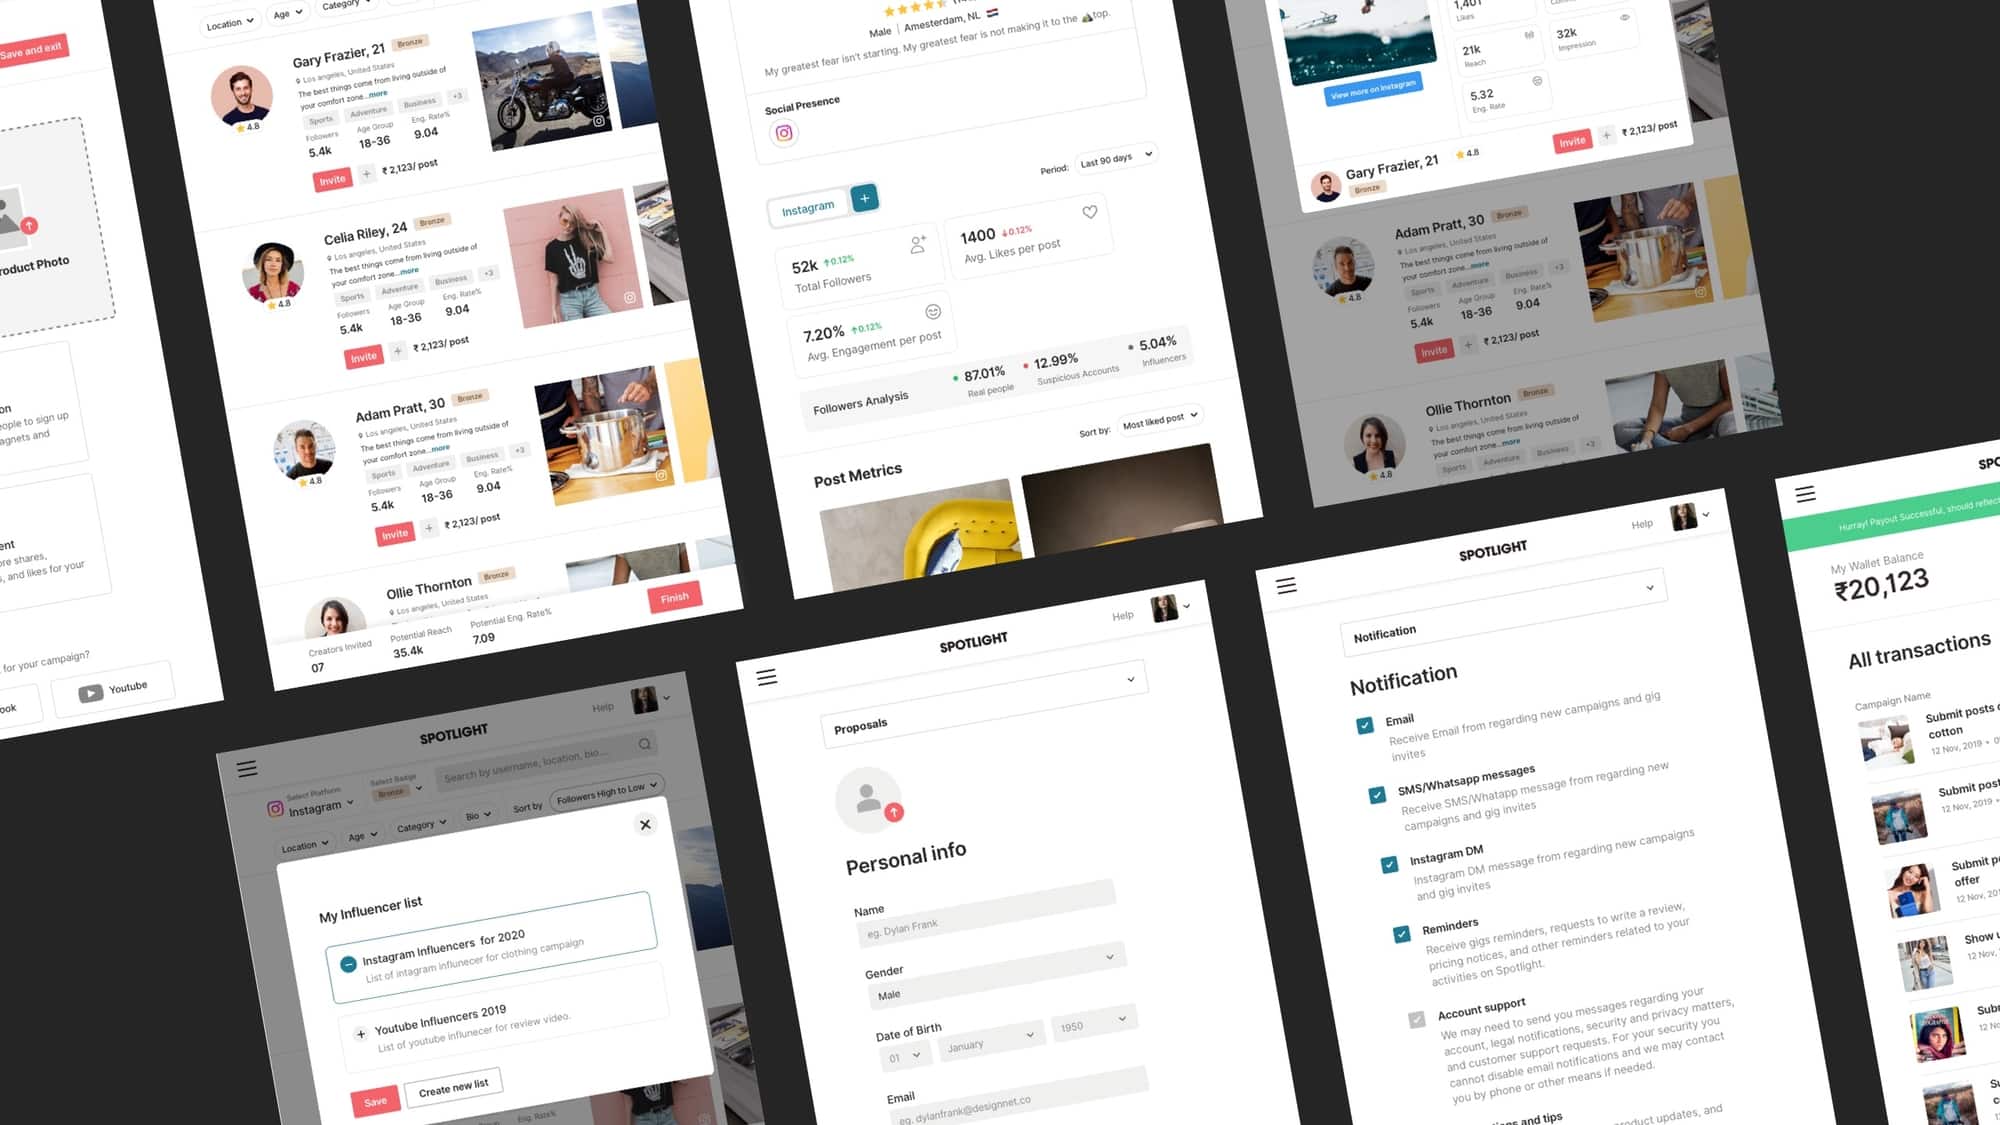 Save and exit
Product Photo
people to sign up
and likes for your
for your campaign?
Youtube
Location
Age
Category
Gary Frazier, 21
Bronze
Los angeles, United States
The best things come from living outside of
your comfort zone...more
Sports
Adventure
Business
+3
Followers
Age Group
Eng. Rate%
5.4k
18-36
9.04
4.8
Invite
+
₹ 2,123/ post
Celia Riley, 24
Bronze
Los angeles, United States
The best things come from living outside of
your comfort zone...more
Sports
Adventure
Business
+3
Followers
Age Group
Eng. Rate%
5.4k
18-36
9.04
4.8
Invite
+
₹ 2,123/ post
Adam Pratt, 30
Bronze
Los angeles, United States
The best things come from living outside of
your comfort zone...more
Sports
Adventure
Business
+3
Followers
Age Group
Eng. Rate%
5.4k
18-36
9.04
4.8
Invite
+
₹ 2,123/ post
Ollie Thornton
Bronze
Los angeles, United States
Creators Invited
07
Potential Reach
35.4k
Potential Eng. Rate%
7.09
Finish
Male | Amesterdam, NL
My greatest fear isn't starting. My greatest fear is not making it to the top.
Social Presence
Period:
Last 90 days
Instagram
+
52k 0.12%
Total Followers
1400 0.12%
Avg. Likes per post
7.20% 0.12%
Avg. Engagement per post
Followers Analysis
87.01%
Real people
12.99%
Suspicious Accounts
5.04%
Influencers
Sort by:
Most liked post
Post Metrics
1,401
Likes
21k
Reach
32k
Impression
5.32
Eng. Rate
View more on Instagram
Gary Frazier, 21
4.8
Bronze
Invite
+
₹ 2,123 / post
Adam Pratt, 30
Bronze
Los angeles, United States
The best things come from living outside of
your comfort zone...more
Sports
Adventure
Business
+3
Followers
Age Group
Eng. Rate%
5.4k
18-36
9.04
4.8
Invite
+
₹ 2,123/ post
Ollie Thornton
Bronze
Los angeles, United States
The best things come from living outside of
your comfort zone...more
Sports
Adventure
Business
+3
4.8
SPOTLIGHT
Help
Select Platform
Instagram
Select Badge
Bronze
Search by username, location, bio...
Location
Age
Category
Bio
Sort by
Followers High to Low
My Influencer list
Instagram Influencers for 2020
List of intagram influnecer for clothing campaign
Youtube Influencers 2019
List of youtube influnecer for review video.
Save
Create new list
Eng. Rate%
SPOTLIGHT
Help
Proposals
Personal info
Name
eg. Dylan Frank
Gender
Male
Date of Birth
01
January
1950
Email
eg. dylanfrank@designnet.co
SPOTLIGHT
Help
Notification
Notification
Email
Receive Email from regarding new campaigns and gig
invites
SMS/Whatsapp messages
Receive SMS/Whatapp message from regarding new
campaigns and gig invites
Instagram DM
Instagram DM message from regarding new campaigns
and gig invites
Reminders
Receive gigs reminders, requests to write a review,
pricing notices, and other reminders related to your
activities on Spotlight.
Account support
We may need to send you messages regarding your
account, legal notifications, security and privacy matters,
and customer support requests. For your security you
cannot disable email notifications and we may contact
you by phone or other means if needed.
and tips
product updates, and
Hurray! Payout Successful, should reflect
My Wallet Balance
₹20,123
All transactions
Campaign Name
Submit posts
cotton
12 Nov, 2019
Submit post
12 Nov, 2019
Submit
offer
12 Nov, 
Show
12 Nov,